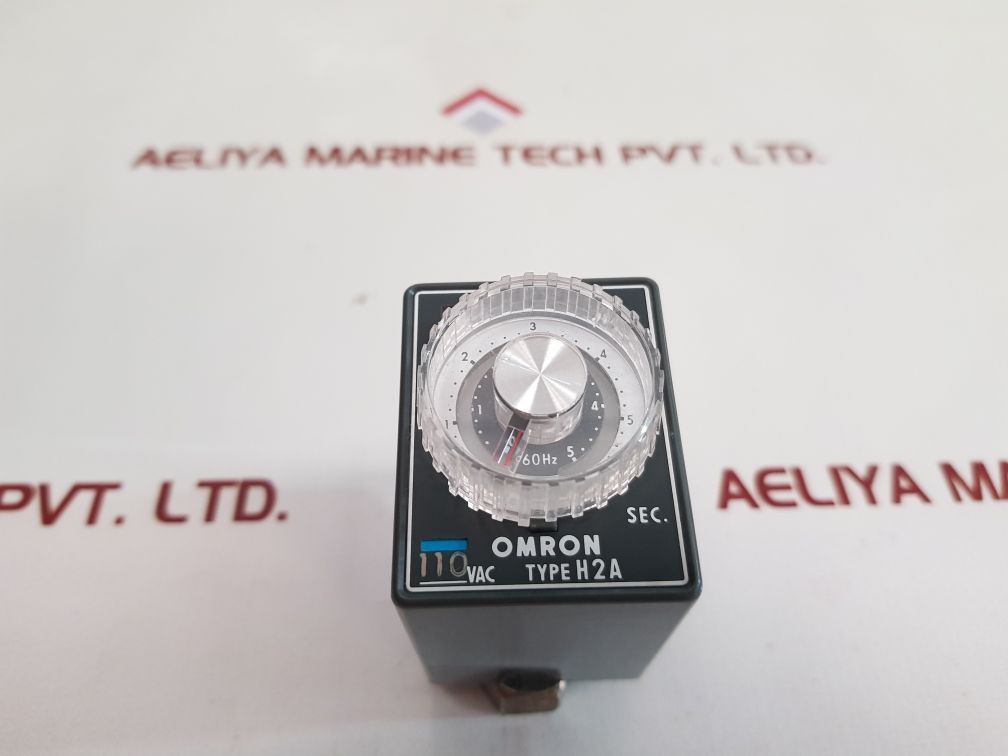 AELIYA MARINE TECH PVT. LTD.
3
2 4
1 4 5
1
60Hz 5
PVT. LTD.
AELIYA MA
SEC.
OMRON
110 VAC TYPE H2A